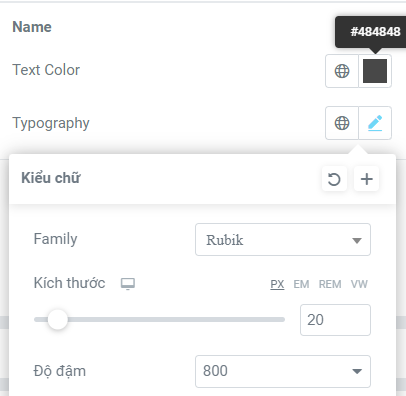 Name
#484848
Text Color
Typography
Kiểu chữ
Family
Rubik
Kích thước
PX EM REM VW
20
Độ đậm
800